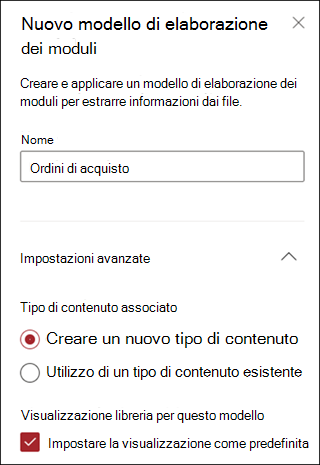 Nuovo modello di elaborazione
dei moduli
Creare e applicare un modello di elaborazione dei
moduli per estrarre informazioni dai file.
Nome
Ordini di acquisto
Impostazioni avanzate
Tipo di contenuto associato
Creare un nuovo tipo di contenuto
Utilizzo di un tipo di contenuto esistente
Visualizzazione libreria per questo modello
Impostare la visualizzazione come predefinita